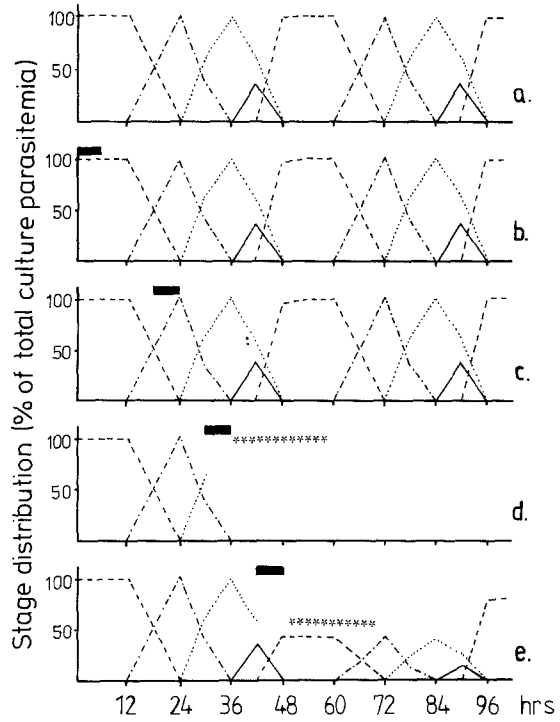 Stage distribution (% of total culture parasitemia)
100
50
a.
100
50
b.
100
50
c.
100
50
************
d.
100
50
***********
e.
12 24 36 48 60 72 84 96 hrs